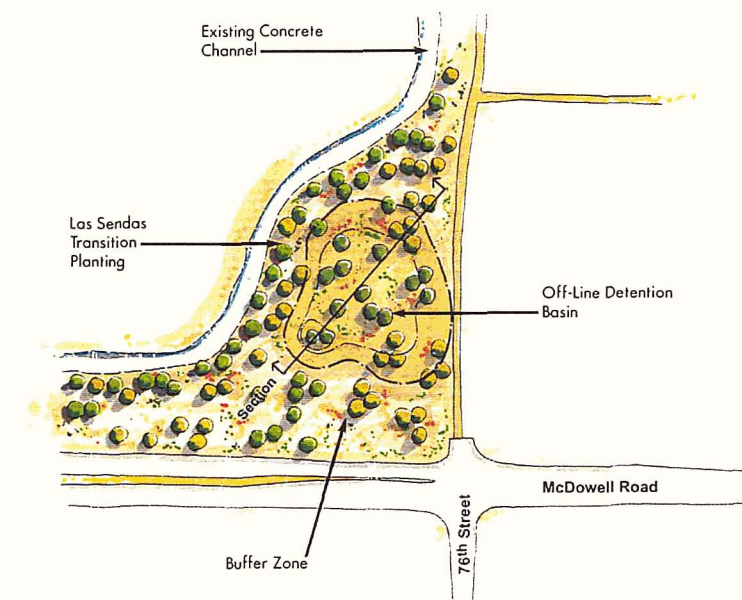 Existing Concrete
Channel
Las Sendas
Transition
Planting
Off-Line Detention
Basin
Section
McDowell Road
76th Street
Buffer Zone